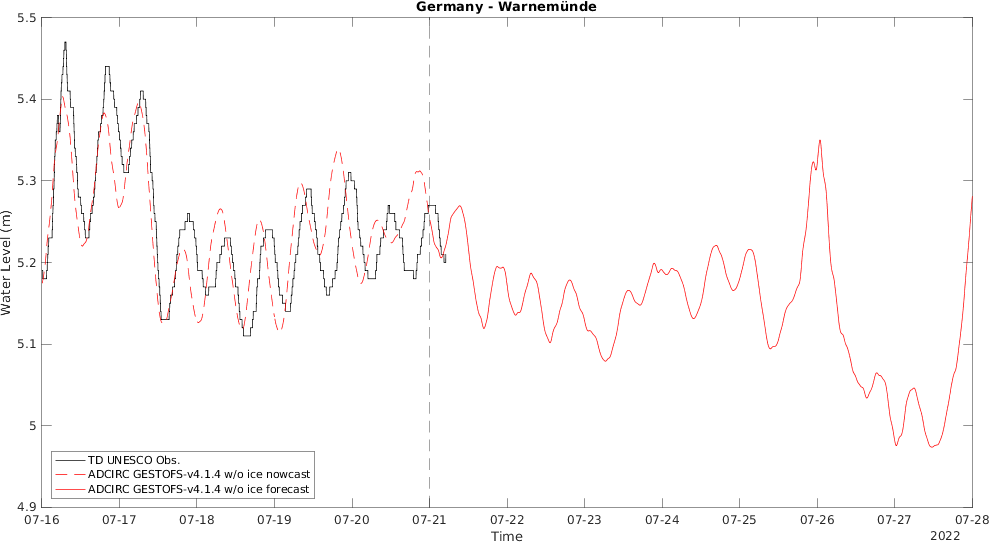 Germany - Warnemünde
5.5
5.4
5.3
5.2
5.1
5
4.9
Water Level (m)
TD UNESCO Obs.
ADCIRC GESTOFS-v4.1.4 w/o ice nowcast
ADCIRC GESTOFS-v4.1.4 w/o ice forecast
07-16 07-17 07-18 07-19 07-20 07-21 07-22 07-23 07-24 07-25 07-26 07-27 07-28
Time
2022